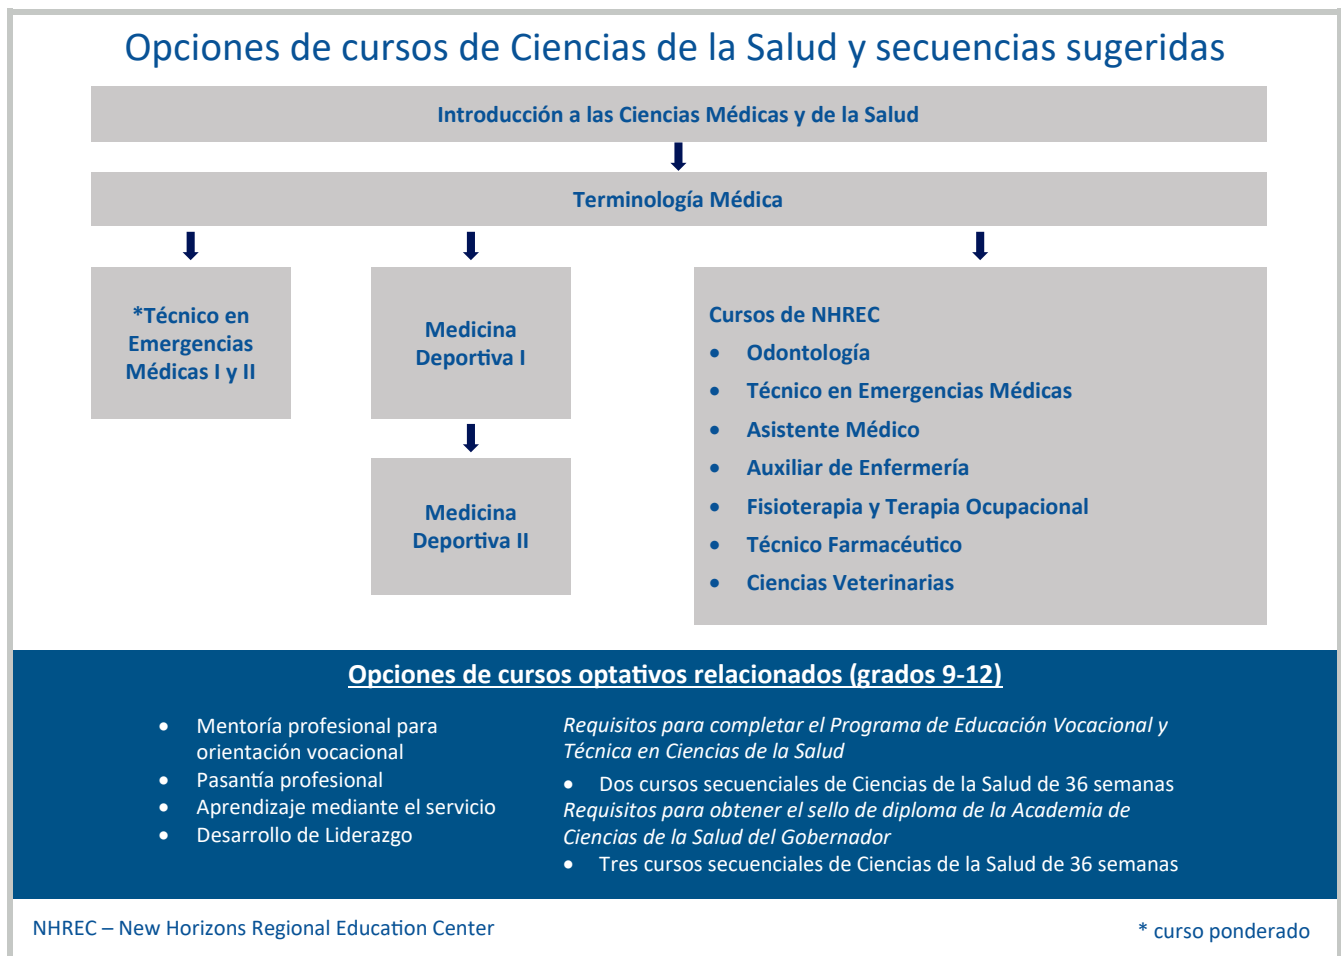 Opciones de cursos de Ciencias de la Salud y secuencias sugeridas
Introducción a las Ciencias Médicas y de la Salud
Terminología Médica
*Técnico en
Emergencias
Médicas I y II
Medicina
Deportiva I
Medicina
Deportiva II
Cursos de NHREC
• Odontología
• Técnico en Emergencias Médicas
• Asistente Médico
• Auxiliar de Enfermería
• Fisioterapia y Terapia Ocupacional
• Técnico Farmacéutico
• Ciencias Veterinarias
Opciones de cursos optativos relacionados (grados 9-12)
• Mentoría profesional para
orientación vocacional
• Pasantía profesional
• Aprendizaje mediante el servicio
• Desarrollo de Liderazgo
Requisitos para completar el Programa de Educación Vocacional y
Técnica en Ciencias de la Salud
• Dos cursos secuenciales de Ciencias de la Salud de 36 semanas
Requisitos para obtener el sello de diploma de la Academia de
Ciencias de la Salud del Gobernador
• Tres cursos secuenciales de Ciencias de la Salud de 36 semanas
NHREC – New Horizons Regional Education Center
* curso ponderado